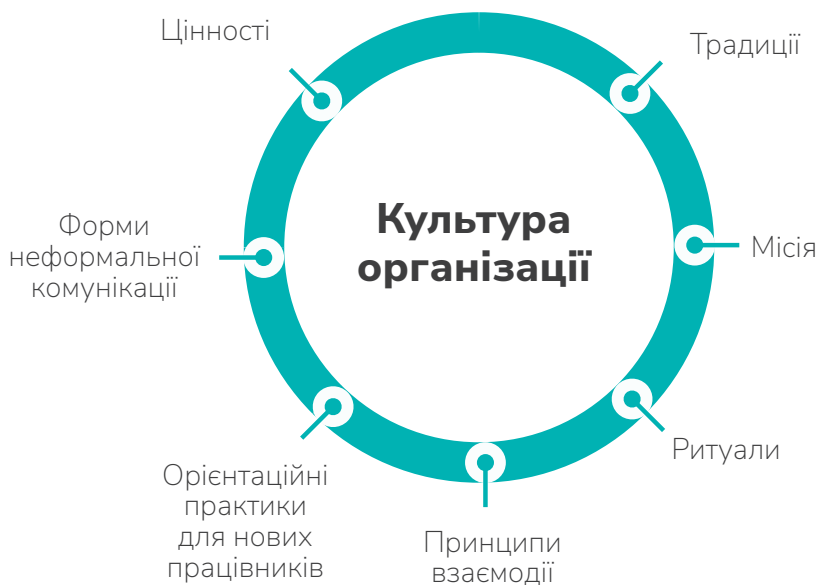 Цінності
Традиції
Культура
організації
Форми
неформальної
комунікації
Місія
Ритуали
Орієнтаційні
практики
для нових
працівників
Принципи
взаємодії